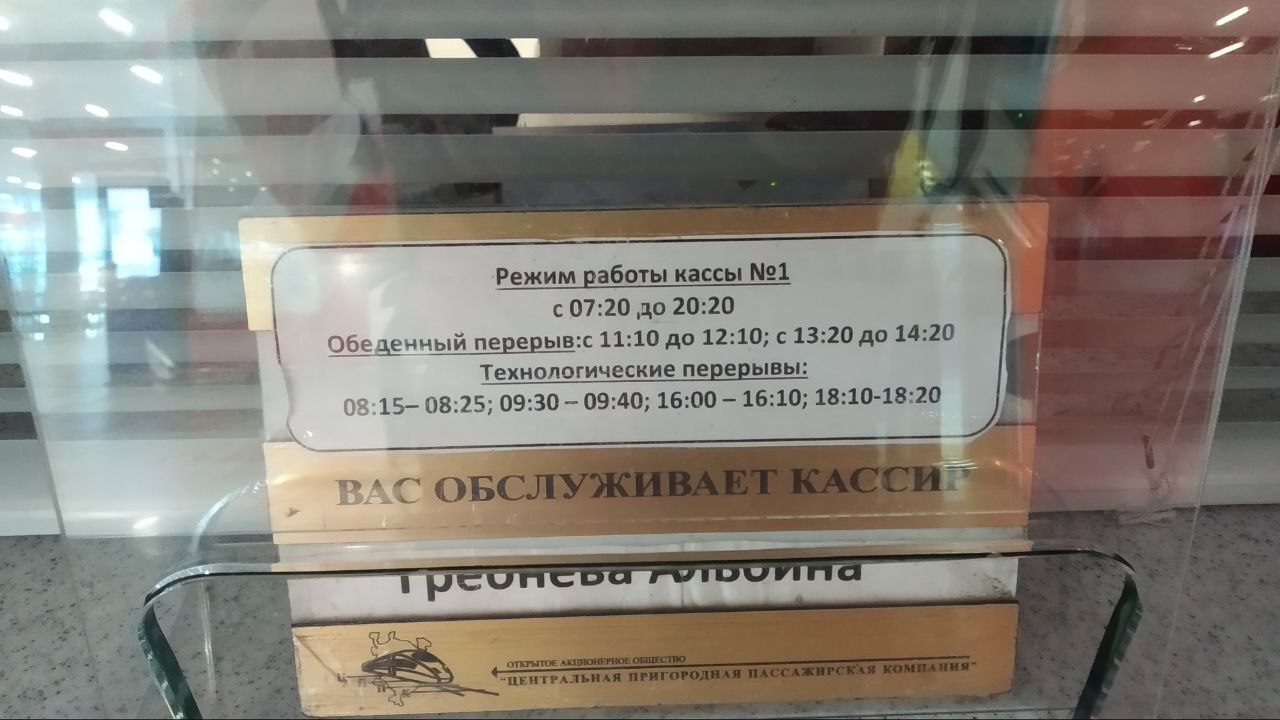 Режим работы кассы №1
с 07:20 до 20:20
Обеденный перерыв:с 11:10 до 12:10; с 13:20 до 14:20
Технологические перерывы:
08:15– 08:25; 09:30 – 09:40; 16:00 – 16:10; 18:10-18:20
ВАС ОБСЛУЖИВАЕТ КАССИР
Гребнева Альбина
ОТКРЫТОЕ АКЦИОНЕРНОЕ ОБЩЕСТВО
"ЦЕНТРАЛЬНАЯ ПРИГОРОДНАЯ ПАССАЖИРСКАЯ КОМПАНИЯ"